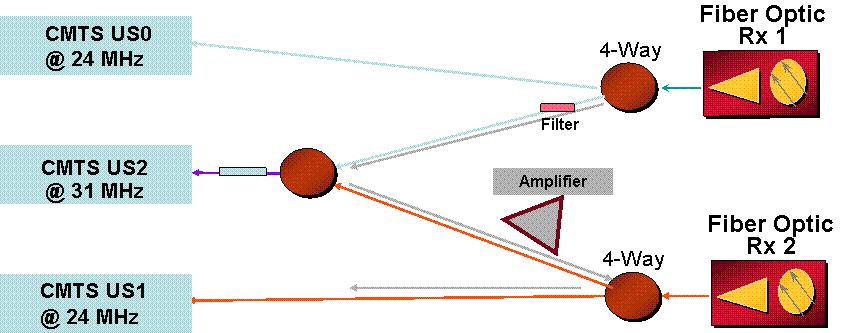 Fiber Optic
Rx 1
CMTS US0
@ 24 MHz
4-Way
Filter
CMTS US2
@ 31 MHz
Amplifier
Fiber Optic
Rx 2
4-Way
CMTS US1
@ 24 MHz